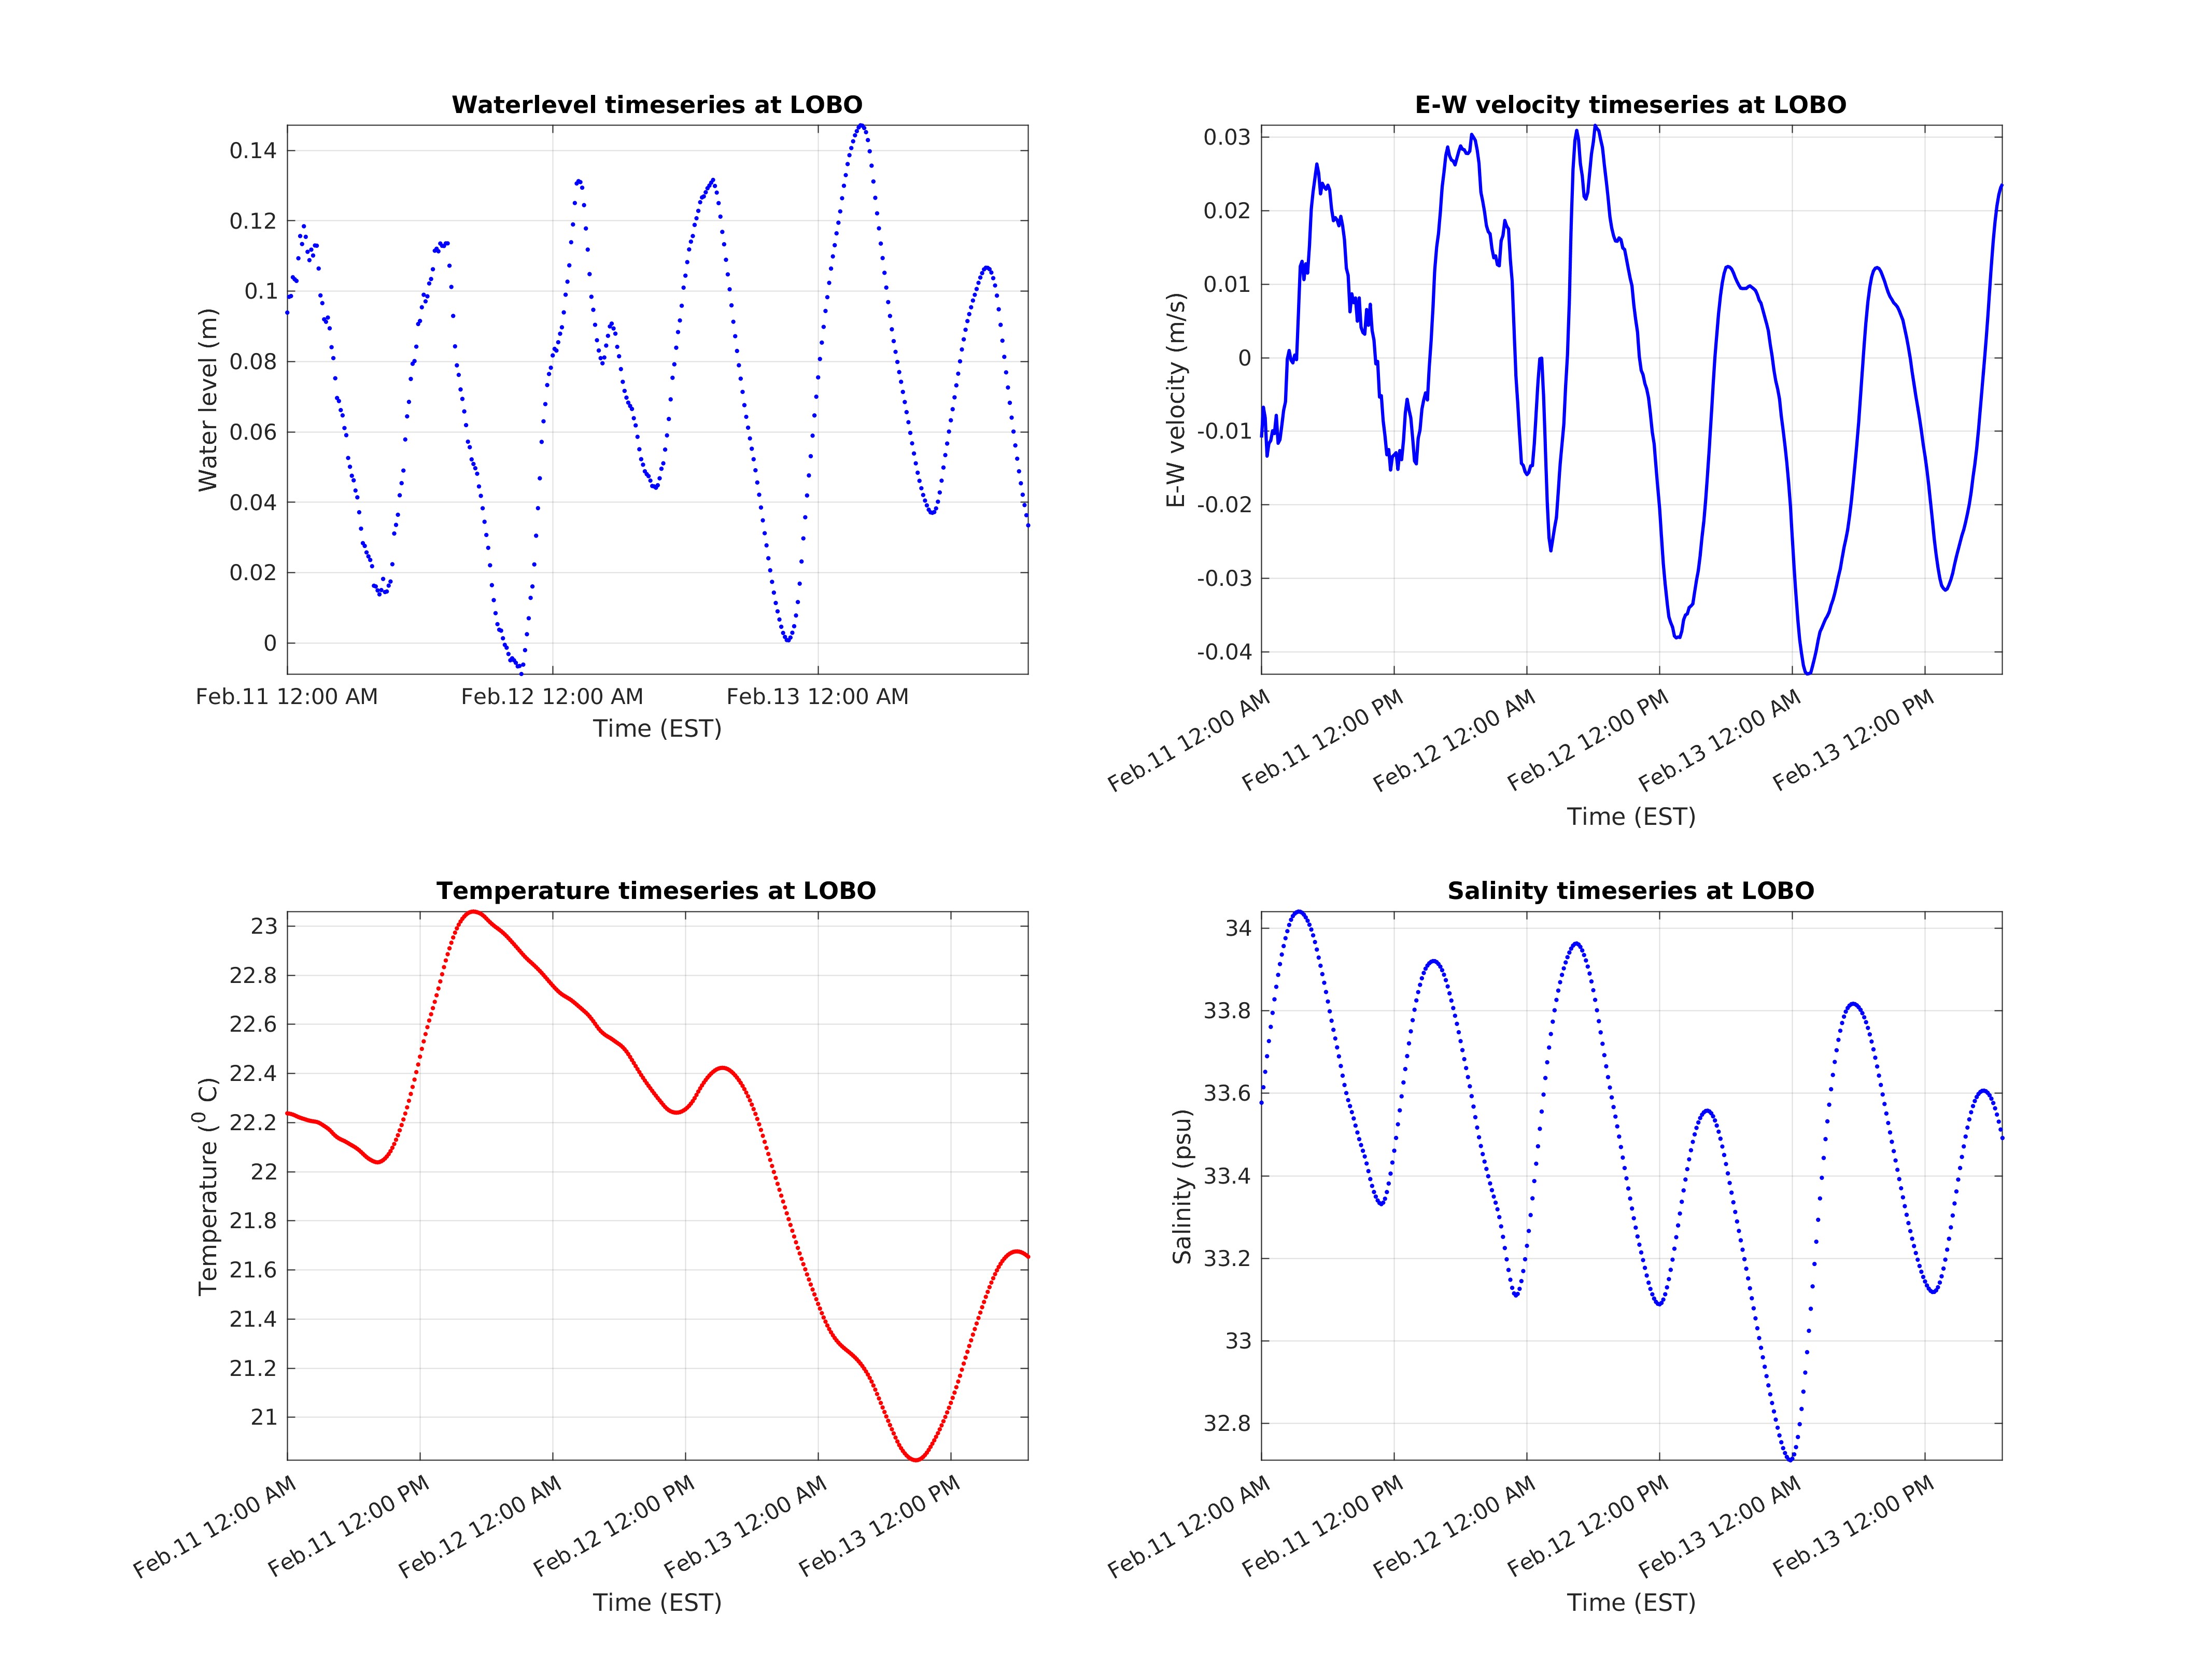 Waterlevel timeseries at LOBO
0.14
0.12
0.1
0.08
0.06
0.04
0.02
0
Water level (m)
Feb.11 12:00 AM
Feb.12 12:00 AM
Feb.13 12:00 AM
Time (EST)
E-W velocity timeseries at LOBO
0.03
0.02
0.01
0
-0.01
-0.02
-0.03
-0.04
E-W velocity (m/s)
Feb.11 12:00 AM
Feb.11 12:00 PM
Feb.12 12:00 AM
Feb.12 12:00 PM
Feb.13 12:00 AM
Feb.13 12:00 PM
Time (EST)
Temperature timeseries at LOBO
23
22.8
22.6
22.4
22.2
22
21.8
21.6
21.4
21.2
21
Temperature (⁰ C)
Feb.11 12:00 AM
Feb.11 12:00 PM
Feb.12 12:00 AM
Feb.12 12:00 PM
Feb.13 12:00 AM
Feb.13 12:00 PM
Time (EST)
Salinity timeseries at LOBO
34
33.8
33.6
33.4
33.2
33
32.8
Salinity (psu)
Feb.11 12:00 AM
Feb.11 12:00 PM
Feb.12 12:00 AM
Feb.12 12:00 PM
Feb.13 12:00 AM
Feb.13 12:00 PM
Time (EST)